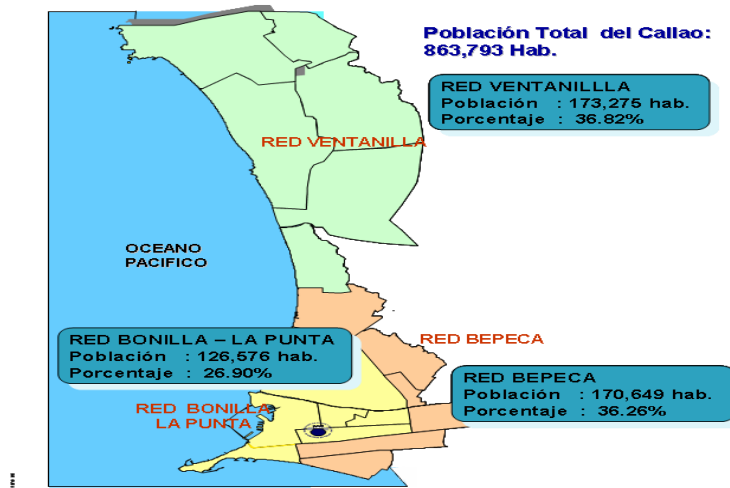 Población Total del Callao:
863,793 Hab.
RED VENTANILLLA
Población : 173,275 hab.
Porcentaje : 36.82%
RED VENTANILLA
OCEANO
PACIFICO
RED BONILLA – LA PUNTA
Población : 126,576 hab.
Porcentaje : 26.90%
RED BEPECA
RED BEPECA
Población : 170,649 hab.
Porcentaje : 36.26%
RED BONILLA
LA PUNTA